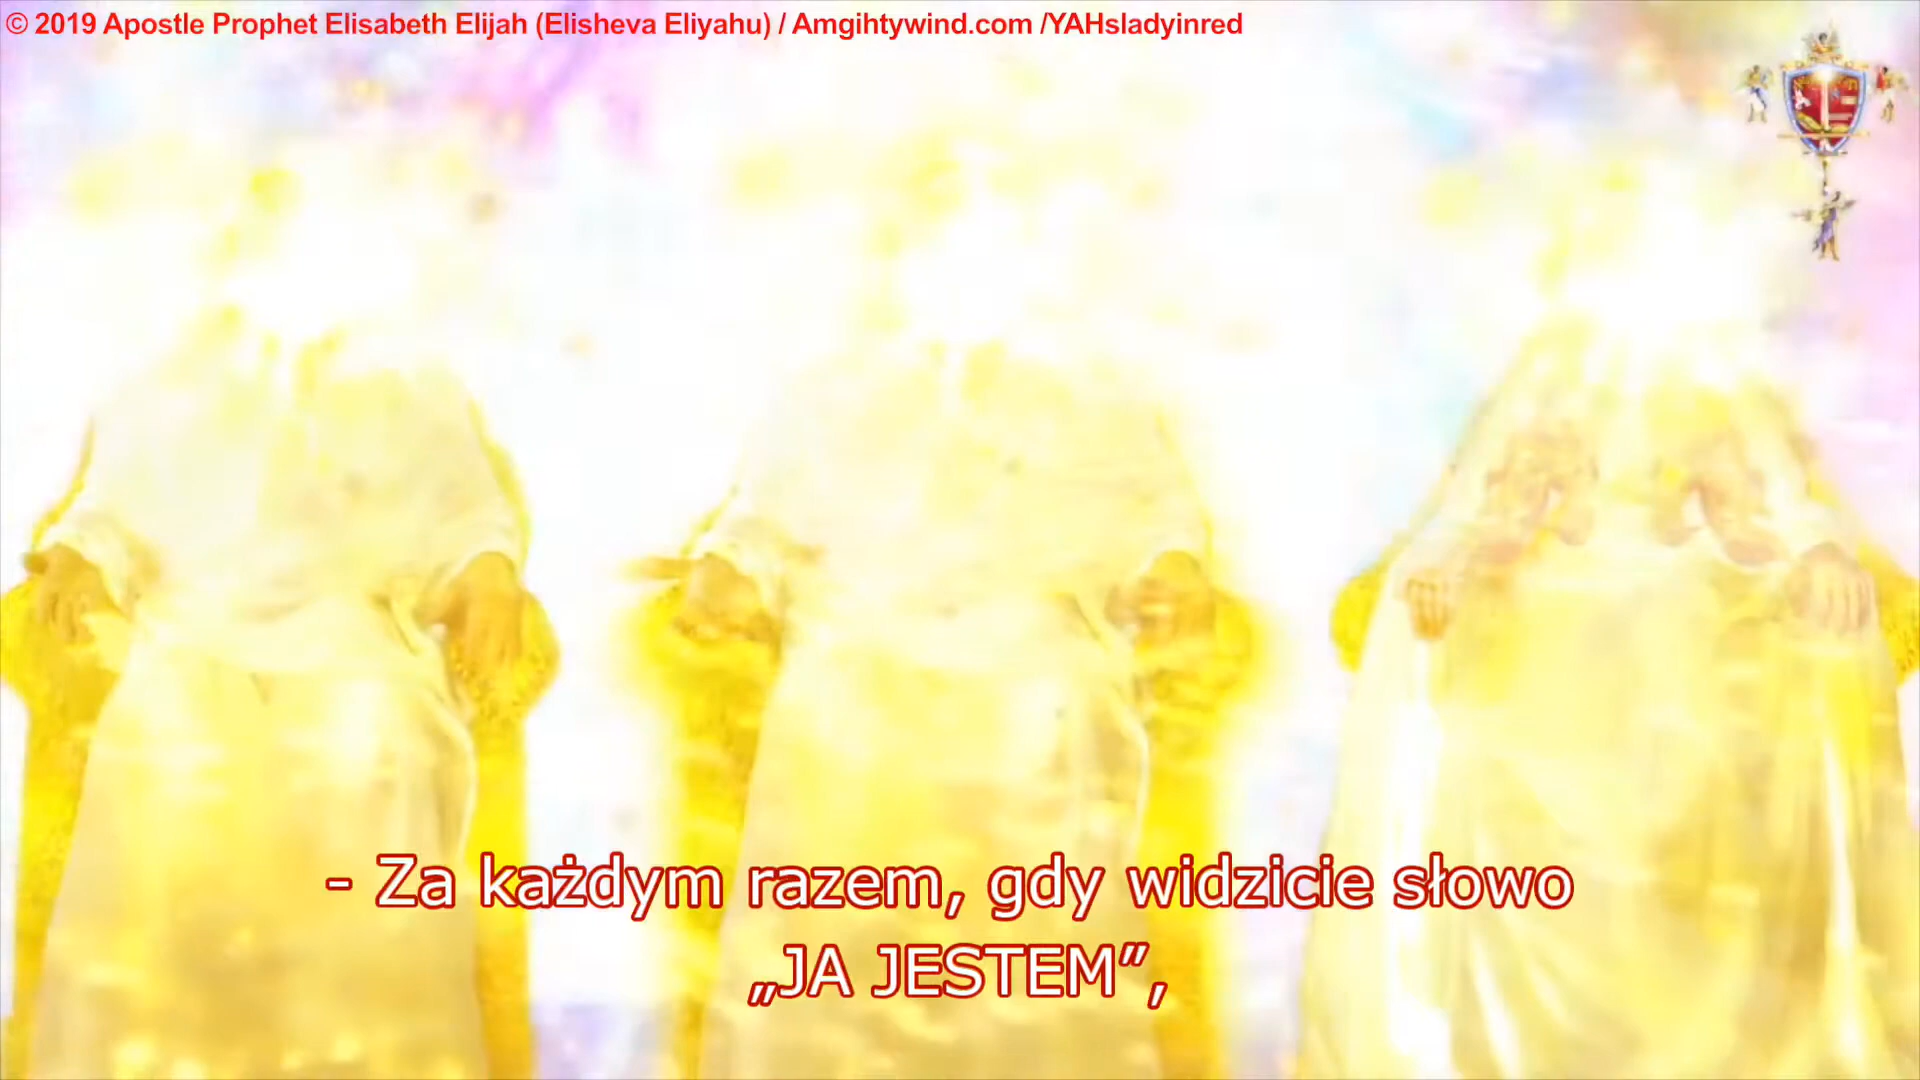 © 2019 Apostle Prophet Elisabeth Elijah (Elisheva Eliyahu) / Amgihtywind.com /YAHsladyinred
- Za każdym razem, gdy widzicie słowo
„JA JESTEM”,